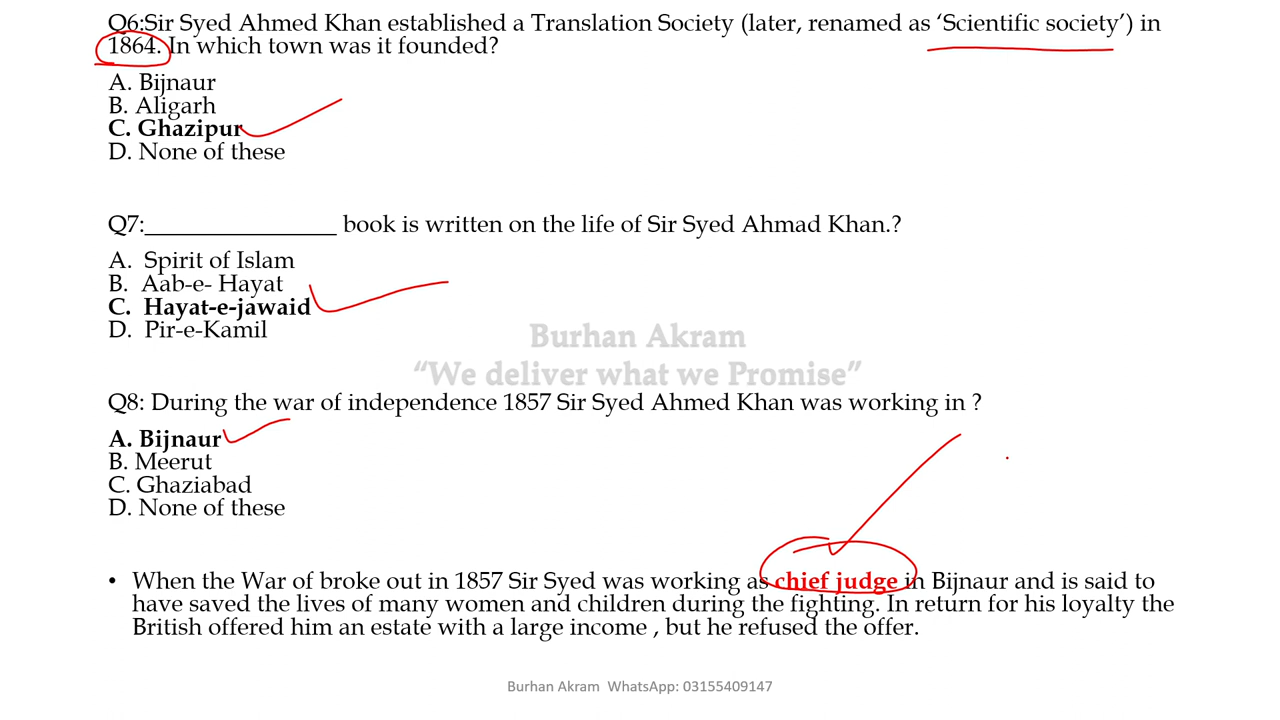 Q6:Sir Syed Ahmed Khan established a Translation Society (later, renamed as ‘Scientific society’) in
1864. In which town was it founded?
A. Bijnaur
B. Aligarh
C. Ghazipur
D. None of these
Q7:________________ book is written on the life of Sir Syed Ahmad Khan.?
A. Spirit of Islam
B. Aab-e- Hayat
C. Hayat-e-jawaid
D. Pir-e-Kamil
Burhan Akram
“We deliver what we Promise”
Q8: During the war of independence 1857 Sir Syed Ahmed Khan was working in ?
A. Bijnaur
B. Meerut
C. Ghaziabad
D. None of these
• When the War of broke out in 1857 Sir Syed was working as chief judge in Bijnaur and is said to
have saved the lives of many women and children during the fighting. In return for his loyalty the
British offered him an estate with a large income , but he refused the offer.
Burhan Akram WhatsApp: 03155409147